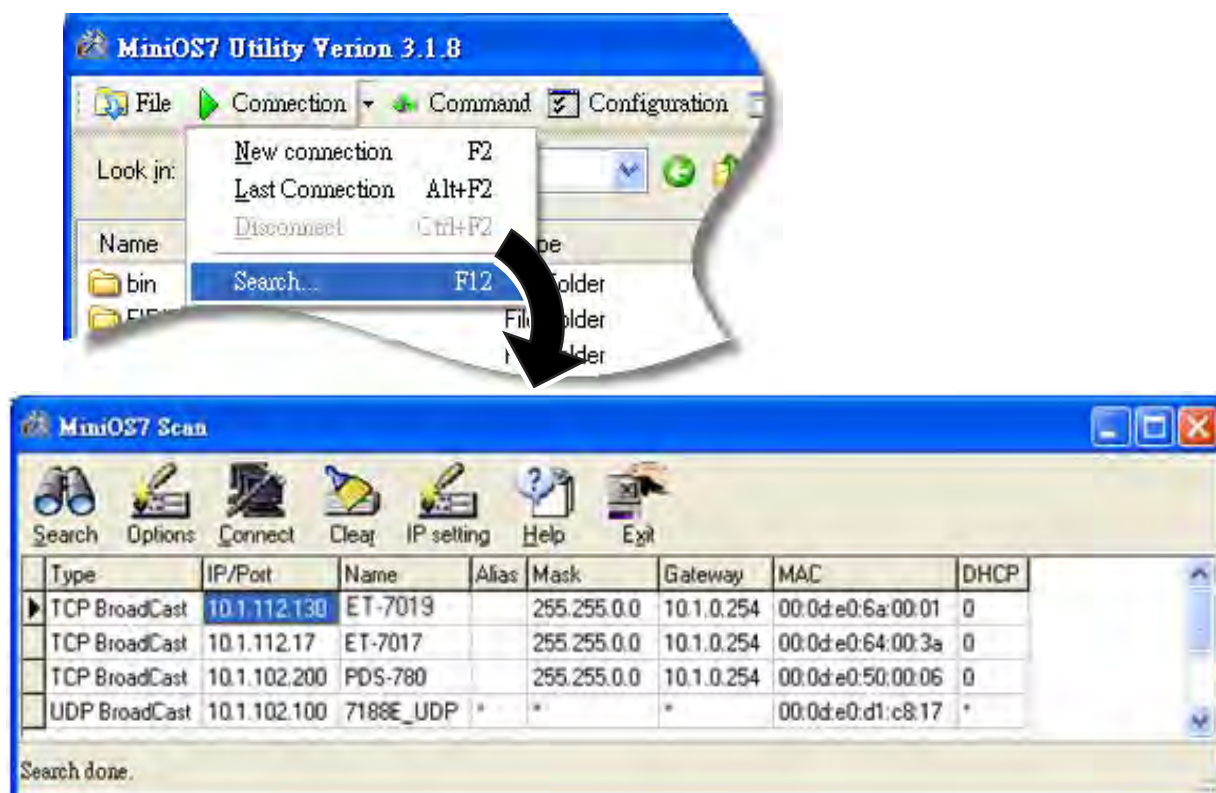 MiniOS7 Utility Verion 3.1.8
File Connection Command Configuration
New connection F2
Look in:
Last Connection Alt+F2
Disconnect Ctrl+F2
Name
bin
Search... F12
MiniOS7 Scan
Search Options Connect Clear IP setting Help Exit
Type IP/Port Name Alias Mask Gateway MAC DHCP
TCP BroadCast 10.1.112.130 ET-7019 255.255.0.0 10.1.0.254 00:0d:e0:6a:00:01 0
TCP BroadCast 10.1.112.17 ET-7017 255.255.0.0 10.1.0.254 00:0d:e0:64:00:3a 0
TCP BroadCast 10.1.102.200 PDS-780 255.255.0.0 10.1.0.254 00:0d:e0:50:00:06 0
UDP BroadCast 10.1.102.100 7188E_UDP * * * 00:0d:e0:d1:c8:17 *
Search done.